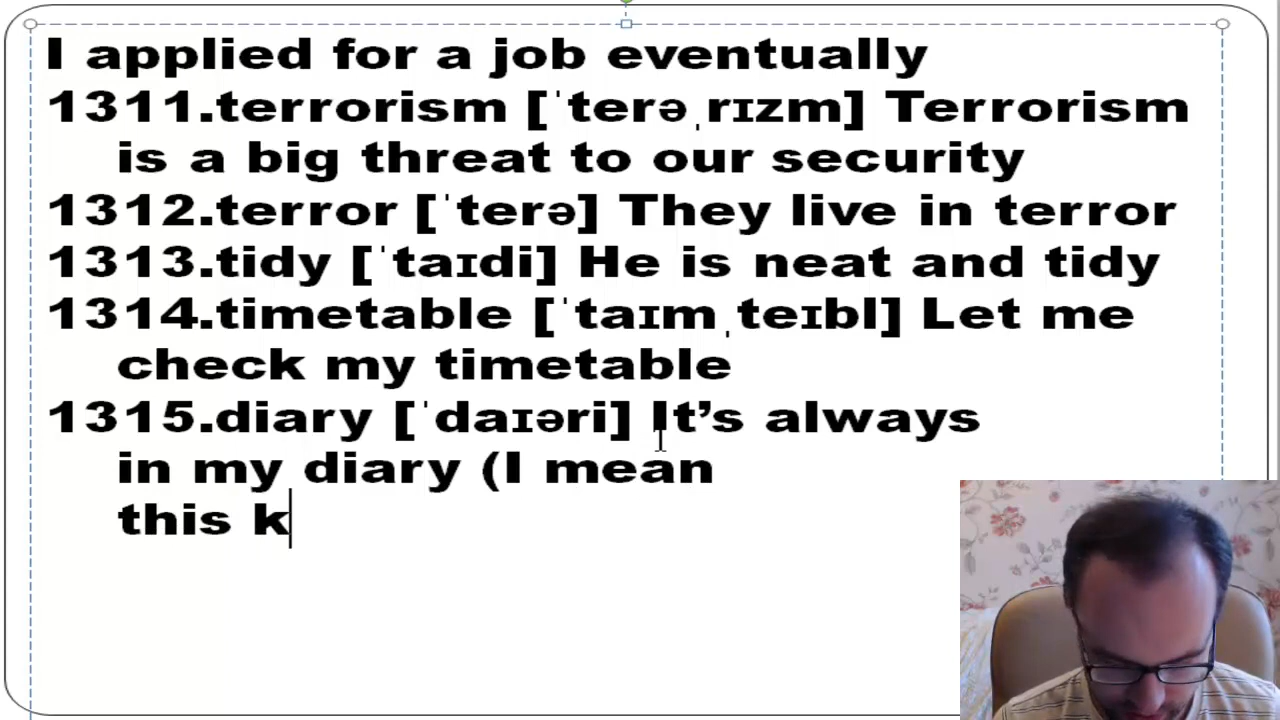 I applied for a job eventually
1311.terrorism [ˈterəˌrɪzm] Terrorism
is a big threat to our security
1312.terror [ˈterə] They live in terror
1313.tidy [ˈtaɪdi] He is neat and tidy
1314.timetable [ˈtaɪmˌteɪbl] Let me
check my timetable
1315.diary [ˈdaɪəri] It’s always
in my diary (I mean
this k